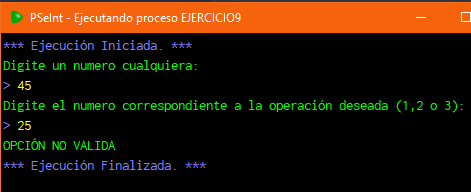 PSeInt - Ejecutando proceso EJERCICIO9
*** Ejecución Iniciada. ***
Digite un numero cualquiera:
> 45
Digite el numero correspondiente a la operación deseada (1,2 o 3):
> 25
OPCIÓN NO VALIDA
*** Ejecución Finalizada. ***